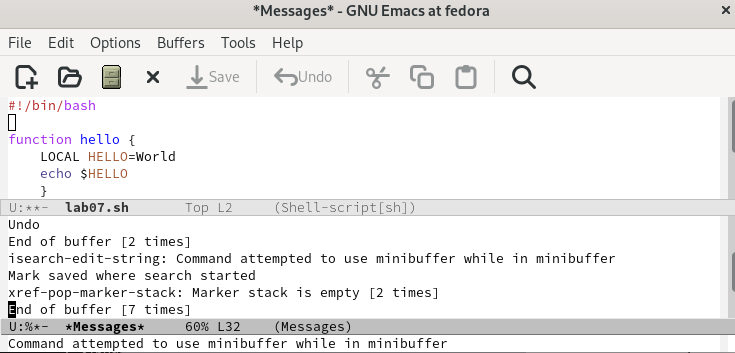 *Messages* - GNU Emacs at fedora
File Edit Options Buffers Tools Help
Save Undo
#!/bin/bash
function hello {
    LOCAL HELLO=World
    echo $HELLO
    }
U:**-  lab07.sh       Top L2     (Shell-script[sh])
Undo
End of buffer [2 times]
isearch-edit-string: Command attempted to use minibuffer while in minibuffer
Mark saved where search started
xref-pop-marker-stack: Marker stack is empty [2 times]
End of buffer [7 times]
U:%*-  *Messages*     60% L32    (Messages)
Command attempted to use minibuffer while in minibuffer